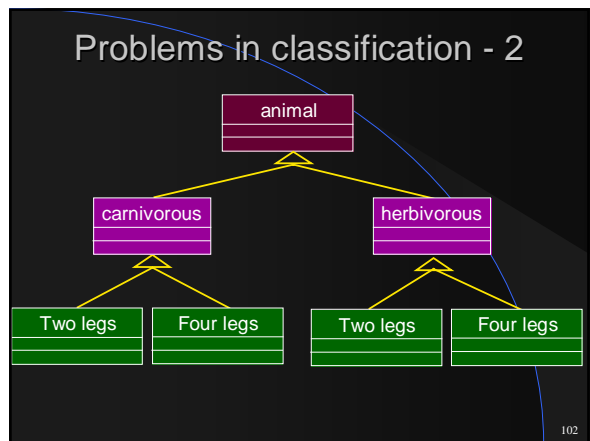 Problems in classification - 2
animal
carnivorous
herbivorous
Two legs
Four legs
Two legs
Four legs
102